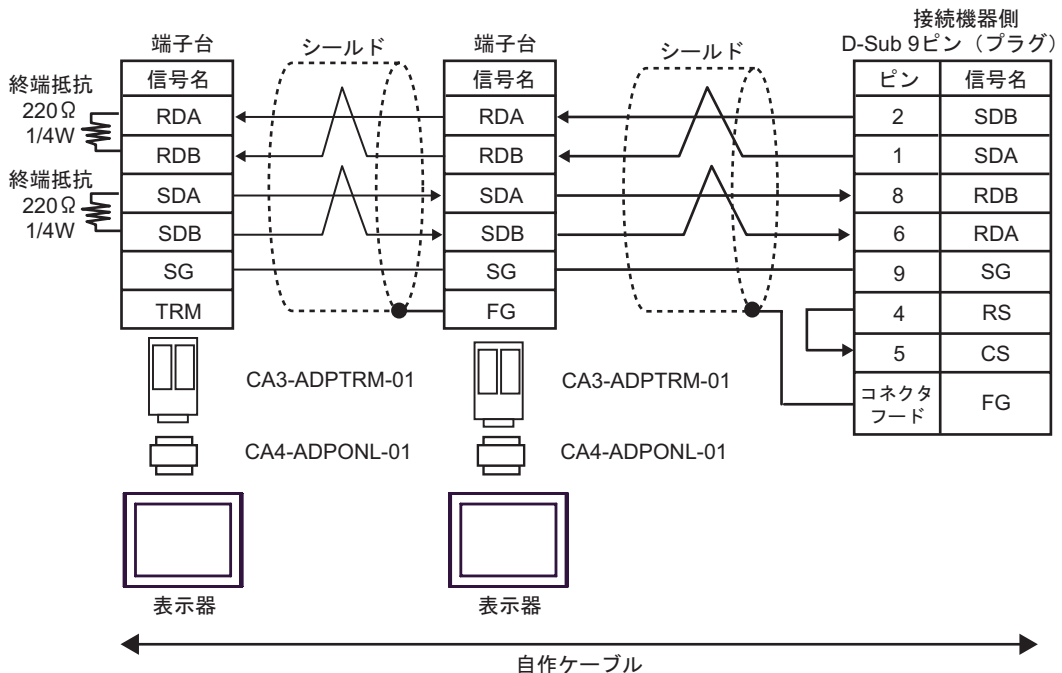 接続機器側
端子台
シールド
端子台
シールド
D-Sub 9ピン（プラグ）
終端抵抗
220Ω
1/4W
終端抵抗
220Ω
1/4W
信号名
RDA
RDB
SDA
SDB
SG
TRM
信号名
RDA
RDB
SDA
SDB
SG
FG
ピン 信号名
2 SDB
1 SDA
8 RDB
6 RDA
9 SG
4 RS
5 CS
コネクタ
フード
FG
CA3-ADPTRM-01
CA4-ADPONL-01
表示器
CA3-ADPTRM-01
CA4-ADPONL-01
表示器
自作ケーブル